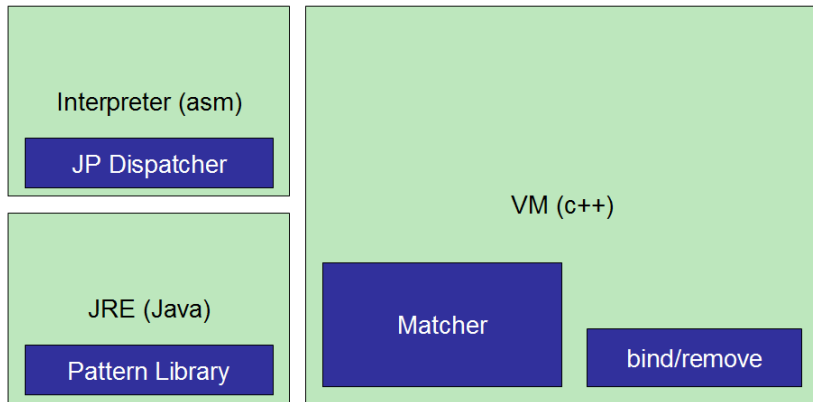 Interpreter (asm)
JP Dispatcher
JRE (Java)
Pattern Library
VM (c++)
Matcher
bind/remove